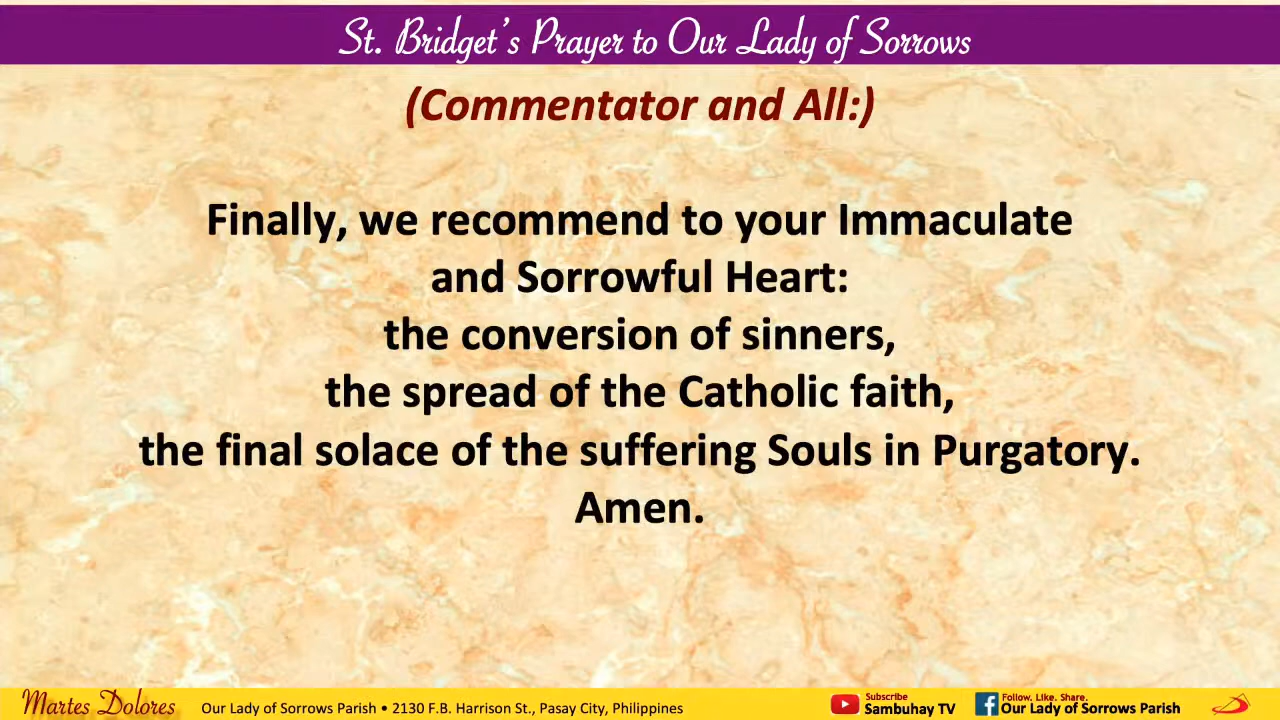 St. Bridget's Prayer to Our Lady of Sorrows
(Commentator and All:)
Finally, we recommend to your Immaculate
and Sorrowful Heart:
the conversion of sinners,
the spread of the Catholic faith,
the final solace of the suffering Souls in Purgatory.
Amen.
Martes Dolores
Our Lady of Sorrows Parish • 2130 F.B. Harrison St., Pasay City, Philippines
Subscribe
Sambuhay TV
Follow. Like. Share.
Our Lady of Sorrows Parish